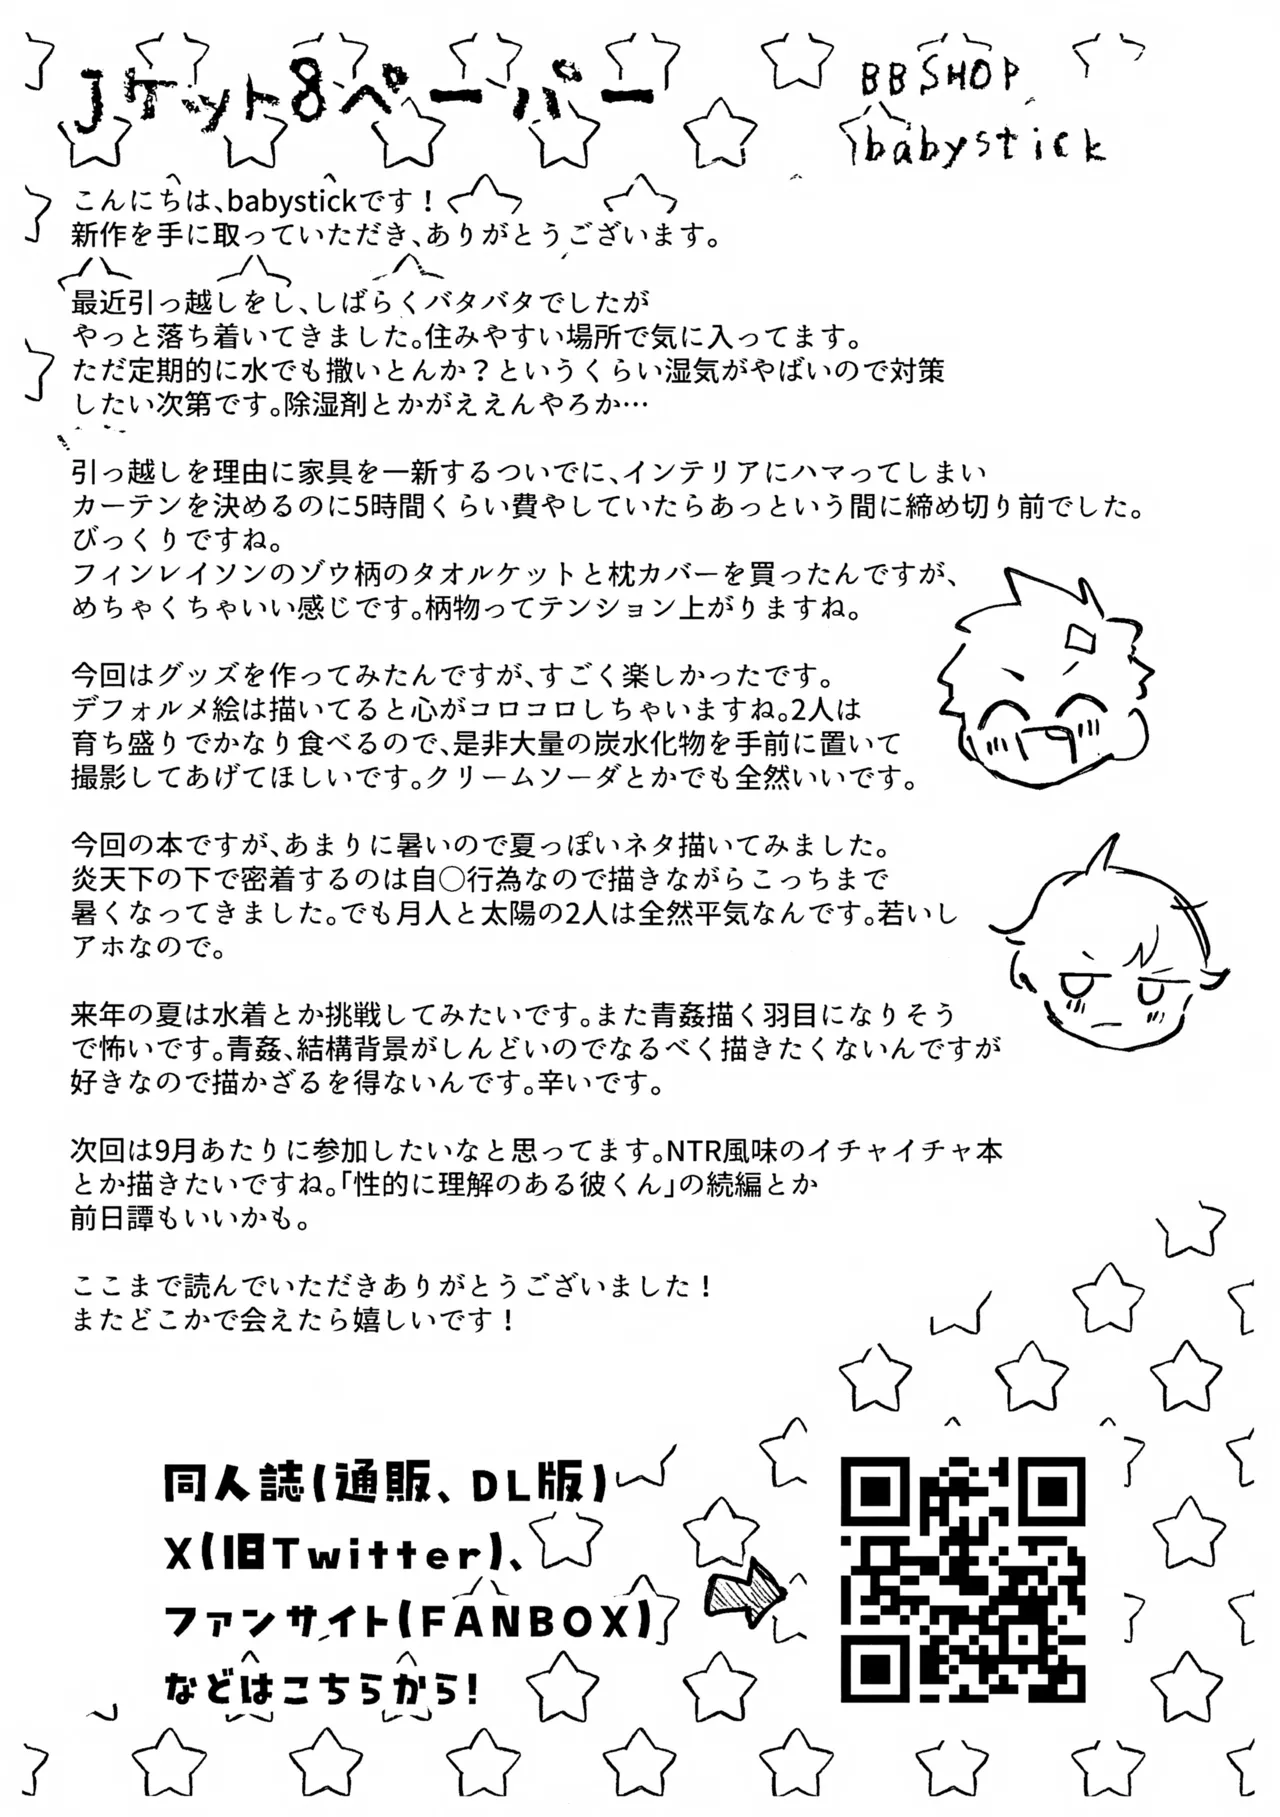 Jケット8ペーパー
BBSHOP
babystick
こんにちは、babystickです！
新作を手に取っていただき、ありがとうございます。
最近引っ越しをし、しばらくバタバタでしたが
やっと落ち着いてきました。住みやすい場所で気に入ってます。
ただ定期的に水でも撒いとんか？というくらい湿気がやばいので対策
したい次第です。除湿剤とかがええんやろか…
引っ越しを理由に家具を一新するついでに、インテリアにハマってしまい
カーテンを決めるのに5時間くらい費やしていたらあっという間に締め切り前でした。
びっくりですね。
フィンレイソンのゾウ柄のタオルケットと枕カバーを買ったんですが、
めちゃくちゃいい感じです。柄物ってテンション上がりますね。
今回はグッズを作ってみたんですが、すごく楽しかったです。
デフォルメ絵は描いてると心がコロコロしちゃいますね。2人は
育ち盛りでかなり食べるので、是非大量の炭水化物を手前に置いて
撮影してあげてほしいです。クリームソーダとかでも全然いいです。
今回の本ですが、あまりに暑いので夏っぽいネタ描いてみました。
炎天下の下で密着するのは自〇行為なので描きながらこっちまで
暑くなってきました。でも月人と太陽の2人は全然平気なんです。若いし
アホなので。
来年の夏は水着とか挑戦してみたいです。また青姦描く羽目になりそう
で怖いです。青姦、結構背景がしんどいのでなるべく描きたくないんですが
好きなので描かざるを得ないんです。辛いです。
次回は9月あたりに参加したいなと思ってます。NTR風味のイチャイチャ本
とか描きたいですね。「性的に理解のある彼くん」の続編とか
前日譚もいいかも。
ここまで読んでいただきありがとうございました！
またどこかで会えたら嬉しいです！
同人誌(通販、DL版)
X(旧Twitter)、
ファンサイト(FANBOX)
などはこちらから!